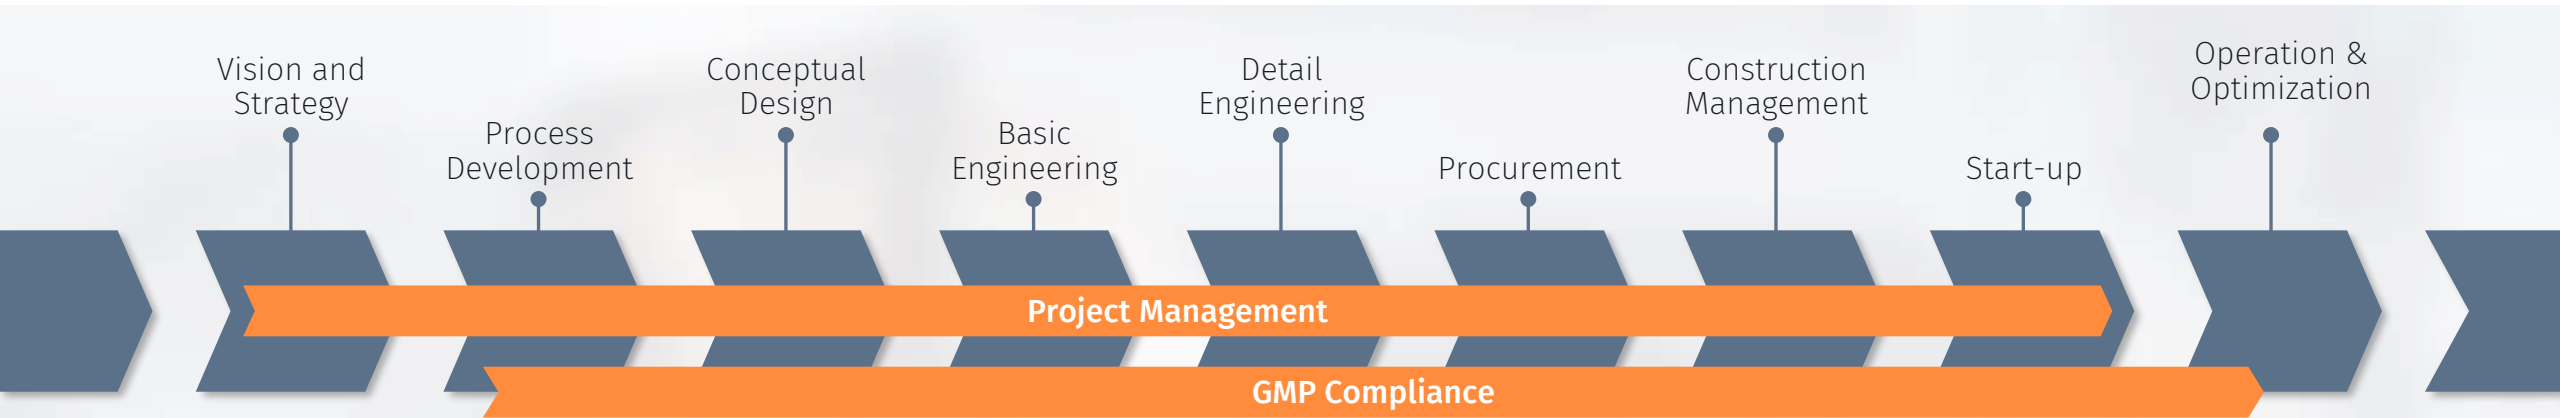 Vision and
Strategy
Process
Development
Conceptual
Design
Basic
Engineering
Detail
Engineering
Procurement
Construction
Management
Start-up
Operation &
Optimization
Project Management
GMP Compliance